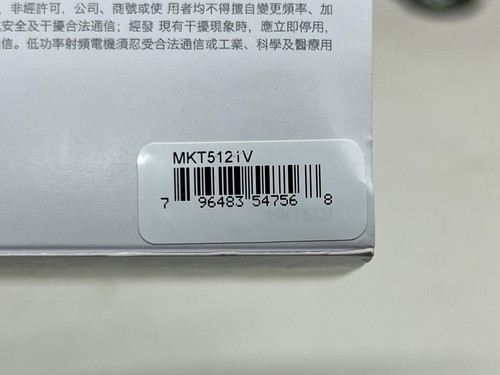 非經許可，公司、商號或使 用者均不得擅自變更頻率、加
安全及干擾合法通信；經發 現有干擾現象時，應立即停用，
信。低功率射頻電機須忍受合法通信或工業、科學及醫療用
MKT512iV
7 96483 54756 8
MKT512i